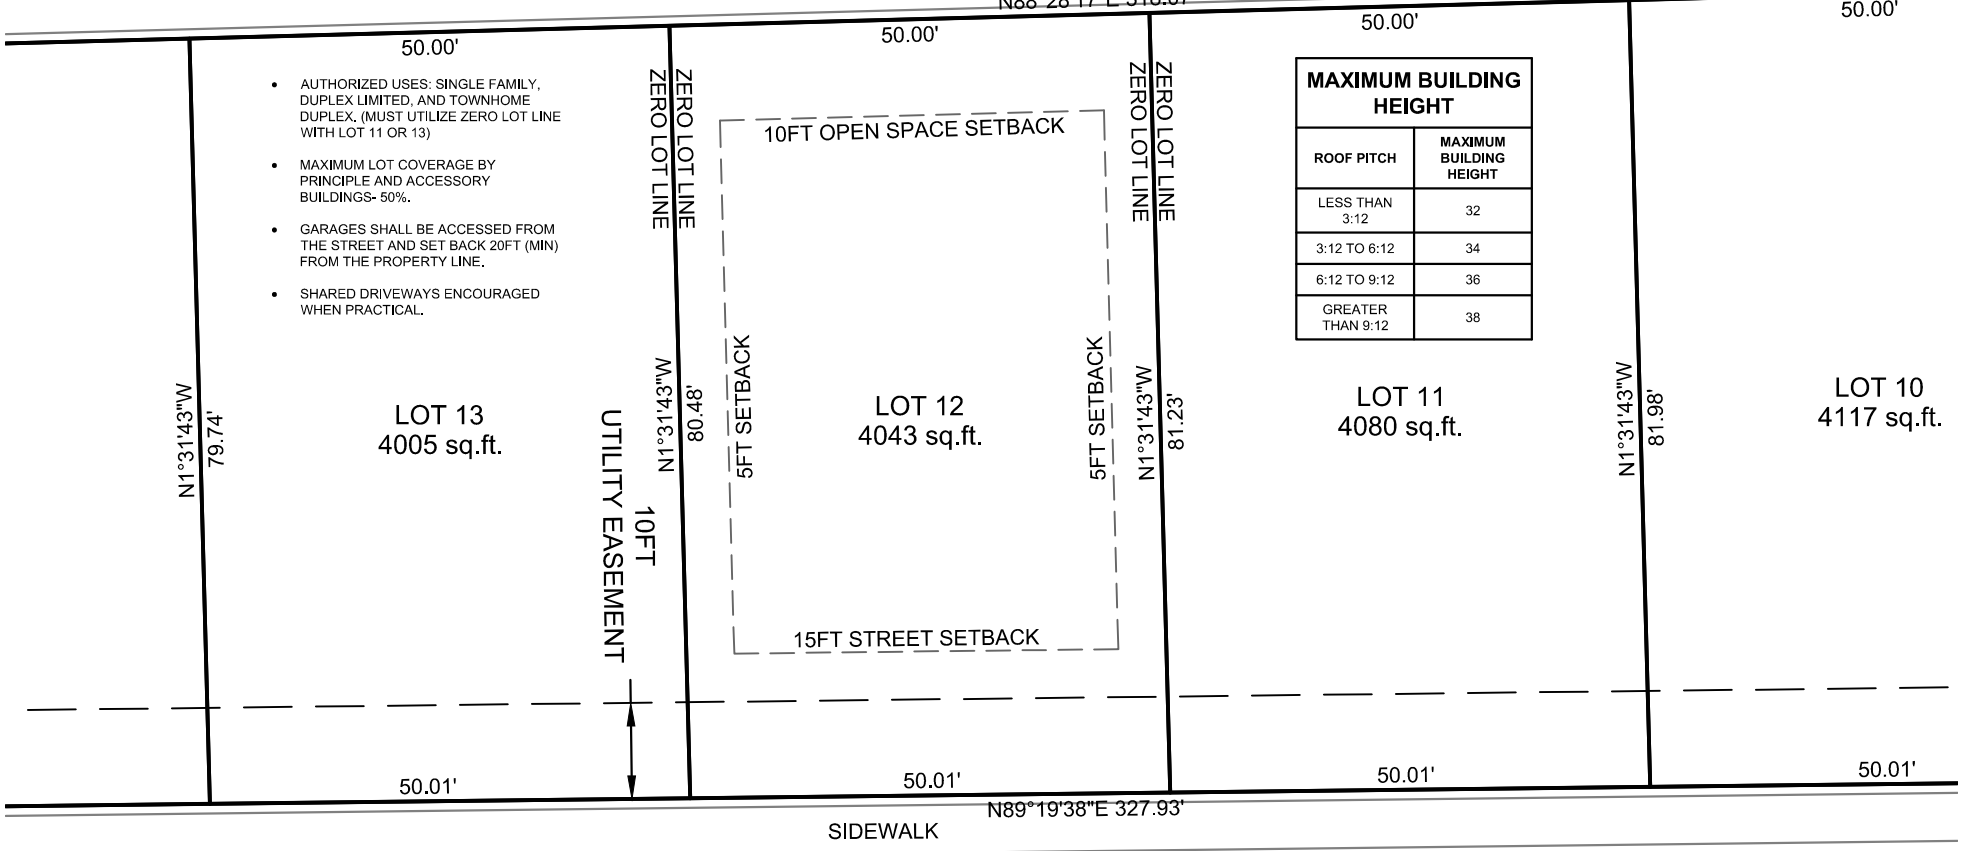 50.00'
50.00'
50.00'
50.00'
• AUTHORIZED USES: SINGLE FAMILY,
DUPLEX LIMITED, AND TOWNHOME
DUPLEX. (MUST UTILIZE ZERO LOT LINE
WITH LOT 11 OR 13)
• MAXIMUM LOT COVERAGE BY
PRINCIPLE AND ACCESSORY
BUILDINGS- 50%.
• GARAGES SHALL BE ACCESSED FROM
THE STREET AND SET BACK 20FT (MIN)
FROM THE PROPERTY LINE.
• SHARED DRIVEWAYS ENCOURAGED
WHEN PRACTICAL.
ZERO LOT LINE
ZERO LOT LINE
10FT OPEN SPACE SETBACK
ZERO LOT LINE
ZERO LOT LINE
MAXIMUM BUILDING
HEIGHT
ROOF PITCH
MAXIMUM
BUILDING
HEIGHT
LESS THAN
3:12
32
3:12 TO 6:12
34
6:12 TO 9:12
36
GREATER
THAN 9:12
38
N1°31'43"W
79.74'
LOT 13
4005 sq.ft.
10FT
UTILITY EASEMENT
N1°31'43"W
80.48'
5FT SETBACK
LOT 12
4043 sq.ft.
5FT SETBACK
N1°31'43"W
81.23'
LOT 11
4080 sq.ft.
N1°31'43"W
81.98'
LOT 10
4117 sq.ft.
15FT STREET SETBACK
50.01'
50.01'
50.01'
50.01'
N89°19'38"E 327.93'
SIDEWALK